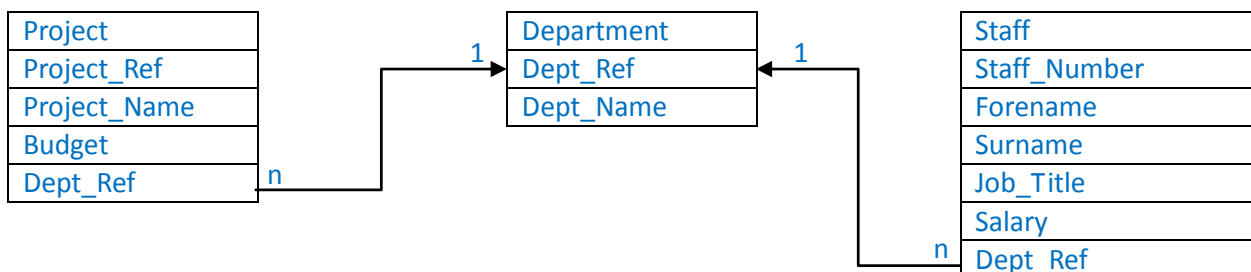 Project
Project_Ref
Project_Name
Budget
Dept_Ref
n
1
Department
Dept_Ref
Dept_Name
1
n
Staff
Staff_Number
Forename
Surname
Job_Title
Salary
Dept_Ref